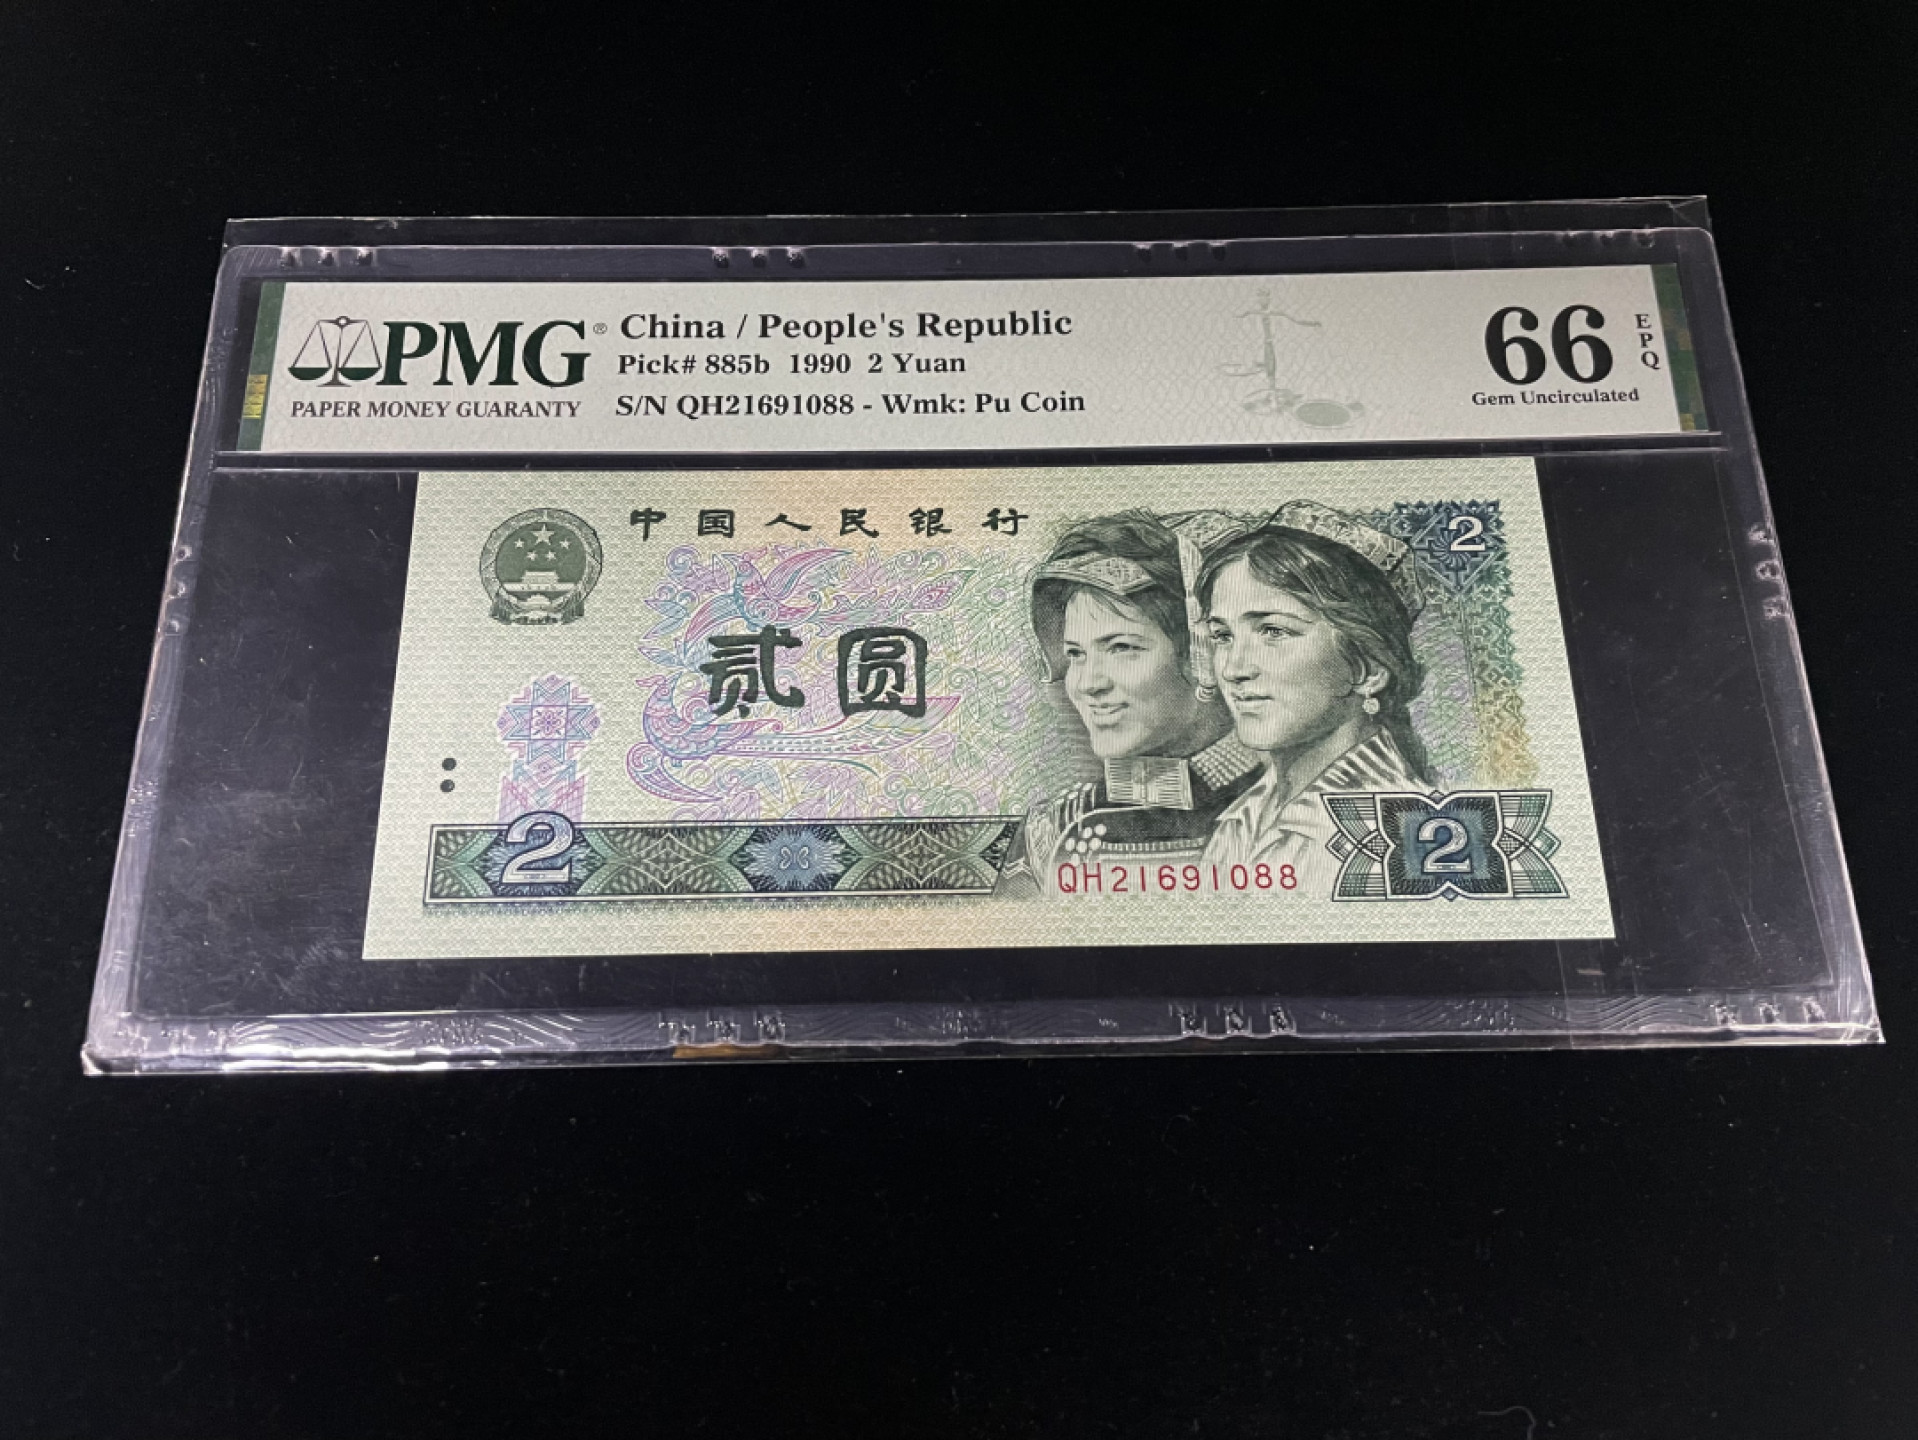 PMG® China / People's Republic
Pick# 885b 1990 2 Yuan
PAPER MONEY GUARANTY S/N QH21691088 - Wmk: Pu Coin
66 EPQ
Gem Uncirculated
中国人民银行
2
贰圆
2
2
QH21691088